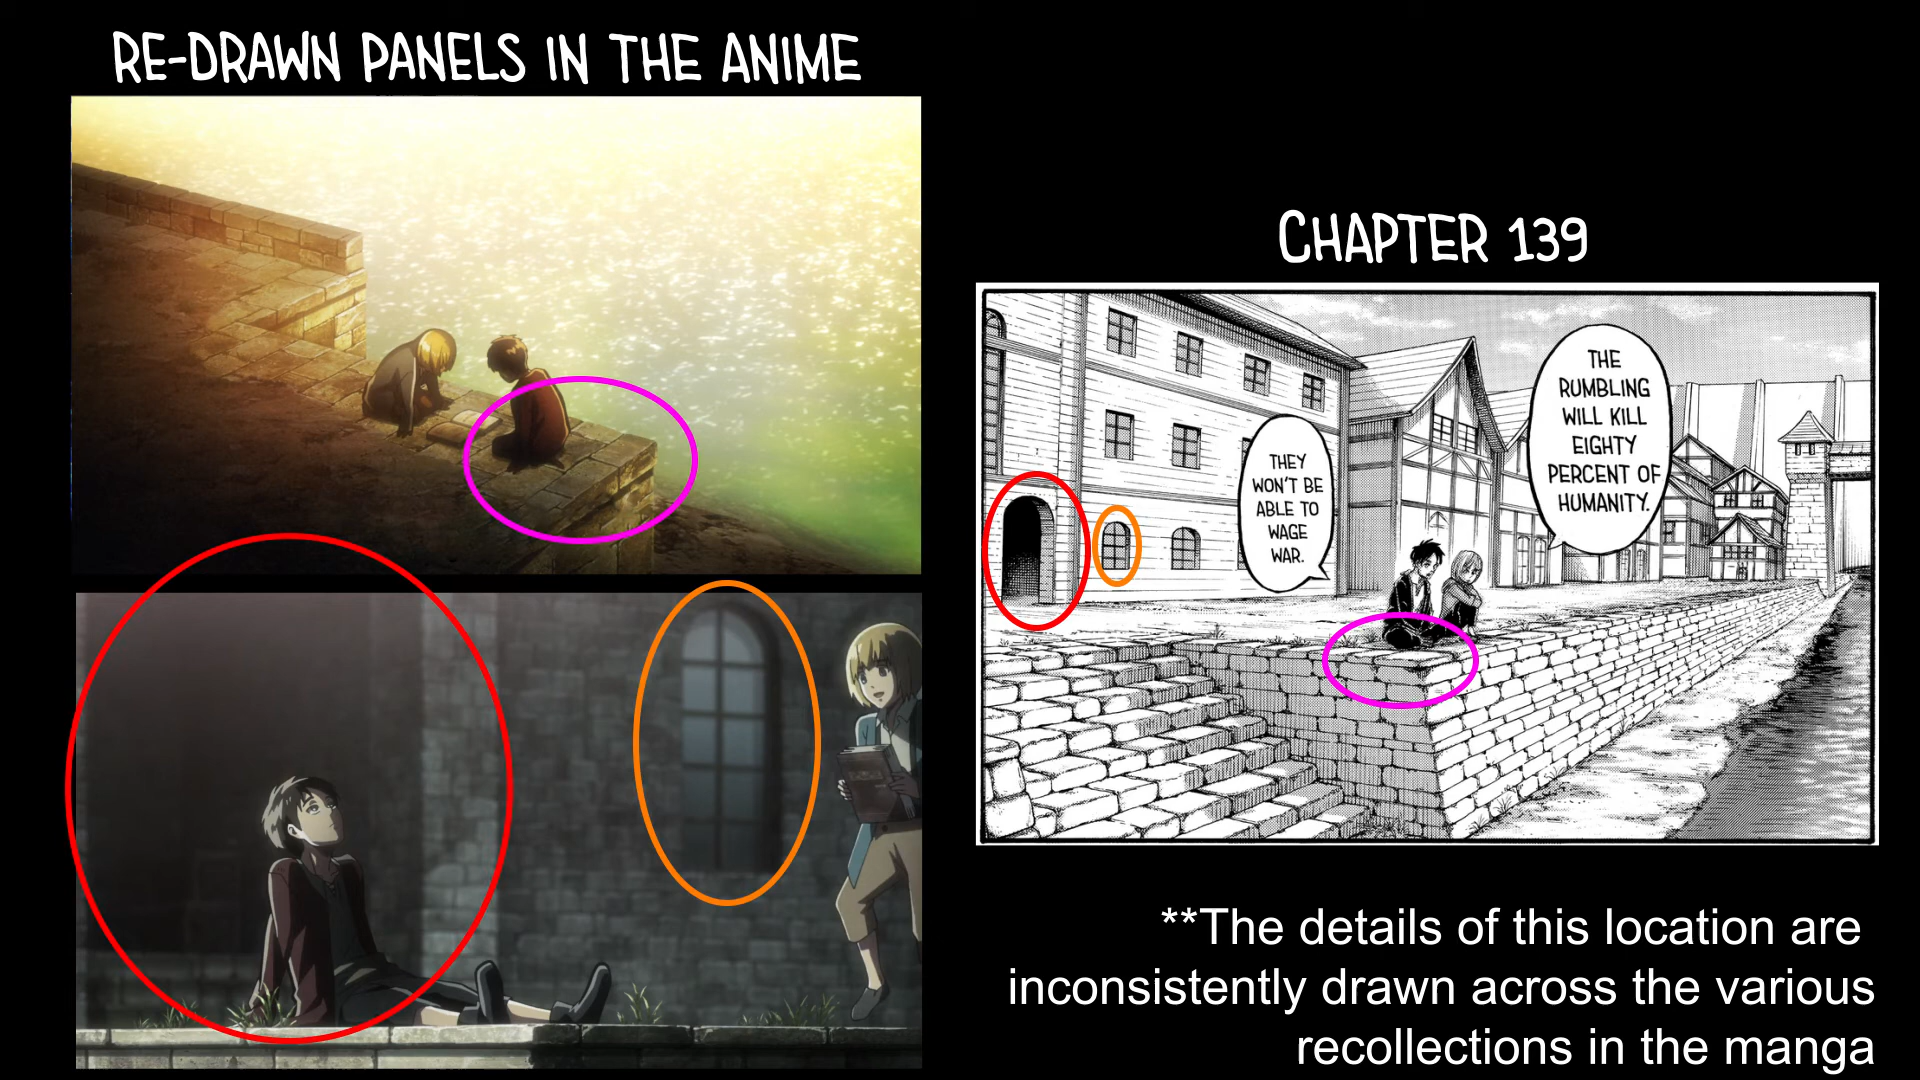 RE-DRAWN PANELS IN THE ANIME
CHAPTER 139
THE
RUMBLING
WILL KILL
EIGHTY
PERCENT OF
HUMANITY.
THEY
WON'T BE
ABLE TO
WAGE
WAR.
**The details of this location are
inconsistently drawn across the various
recollections in the manga